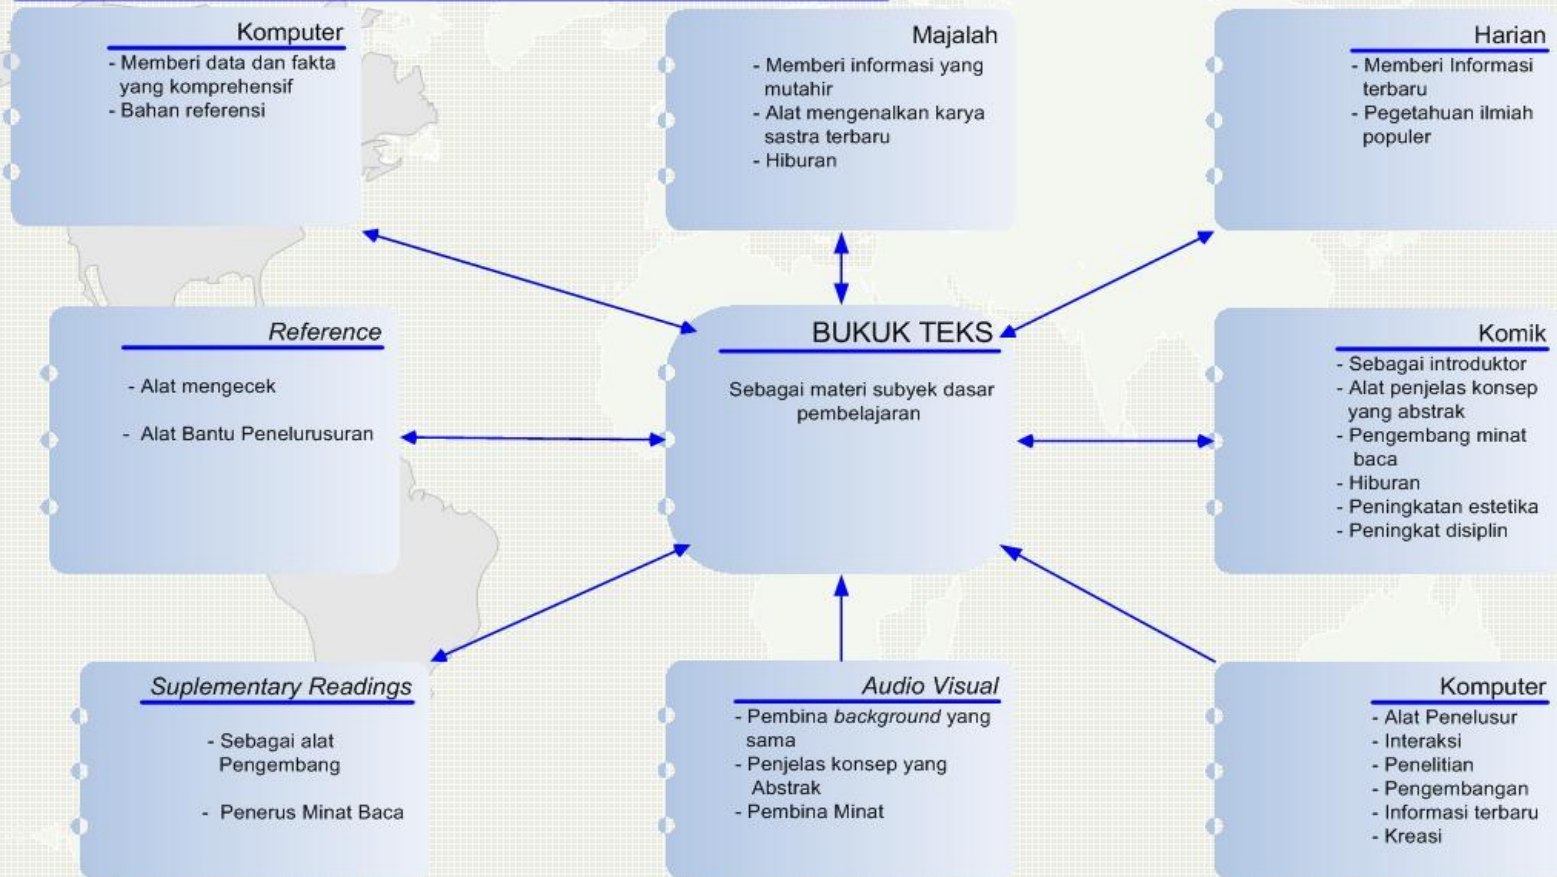 Komputer
- Memberi data dan fakta
yang komprehensif
- Bahan referensi
Majalah
- Memberi informasi yang
mutahir
- Alat mengenalkan karya
sastra terbaru
- Hiburan
Harian
- Memberi Informasi
terbaru
- Pegetahuan ilmiah
populer
Reference
- Alat mengecek
- Alat Bantu Penelurusuran
BUKUK TEKS
Sebagai materi subyek dasar
pembelajaran
Komik
- Sebagai introduktor
- Alat penjelas konsep
yang abstrak
- Pengembang minat
baca
- Hiburan
- Peningkatan estetika
- Peningkat disiplin
Suplementary Readings
- Sebagai alat
Pengembang
- Penerus Minat Baca
Audio Visual
- Pembina background yang
sama
- Penjelas konsep yang
Abstrak
- Pembina Minat
Komputer
- Alat Penelusur
- Interaksi
- Penelitian
- Pengembangan
- Informasi terbaru
- Kreasi